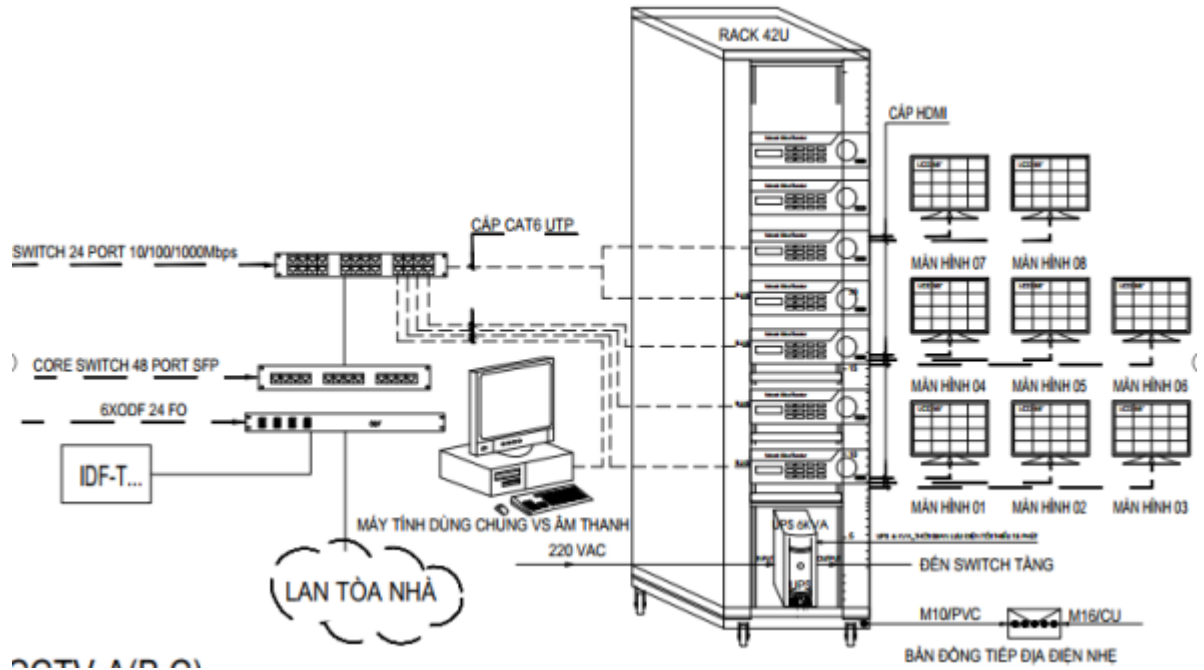 RACK 42U
CÁP HDMI
CÁP CAT6 UTP
SWITCH 24 PORT 10/100/1000Mbps
MÀN HÌNH 07
MÀN HÌNH 08
CORE SWITCH 48 PORT SFP
MÀN HÌNH 04
MÀN HÌNH 05
MÀN HÌNH 06
6XODF 24 FO
IDF-T...
MÀN HÌNH 01
MÀN HÌNH 02
MÀN HÌNH 03
MÁY TÍNH DÙNG CHUNG VS ÂM THANH
UPS 6KVA
220 VAC
INPUT
OUTPUT
ĐẾN SWITCH TẦNG
UPS
LAN TÒA NHÀ
M10/PVC
M16/CU
BẢN ĐỒNG TIẾP ĐỊA ĐIỆN NHẸ